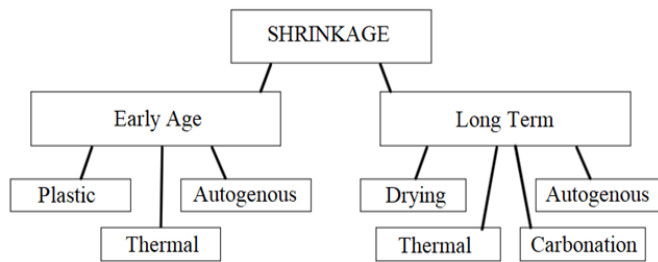 SHRINKAGE
Early Age
Long Term
Plastic
Autogenous
Drying
Autogenous
Thermal
Thermal
Carbonation